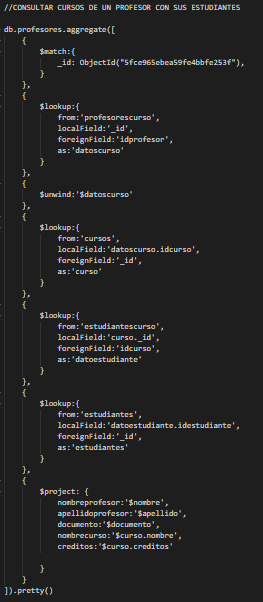 //CONSULTAR CURSOS DE UN PROFESOR CON SUS ESTUDIANTES
db.profesores.aggregate([
{
$match:{
_id: ObjectId("5fce965ebea59fe4bbfe253f"),
}
},
{
$lookup:{
from:'profesorescurso',
localField:'_id',
foreignField:'idprofesor',
as:'datoscurso'
}
},
{
$unwind:'$datoscurso'
},
{
$lookup:{
from:'cursos',
localField:'datoscurso.idcurso',
foreignField:'_id',
as:'curso'
}
},
{
$lookup:{
from:'estudiantescurso',
localField:'curso._id',
foreignField:'idcurso',
as:'datoestudiante'
}
},
{
$lookup:{
from:'estudiantes',
localField:'datoestudiante.idestudiante',
foreignField:'_id',
as:'estudiantes'
}
},
{
$project: {
nombreprofesor:'$nombre',
apellidoprofesor:'$apellido',
documento:'$documento',
nombrecurso:'$curso.nombre',
creditos:'$curso.creditos'
}
}
]).pretty()